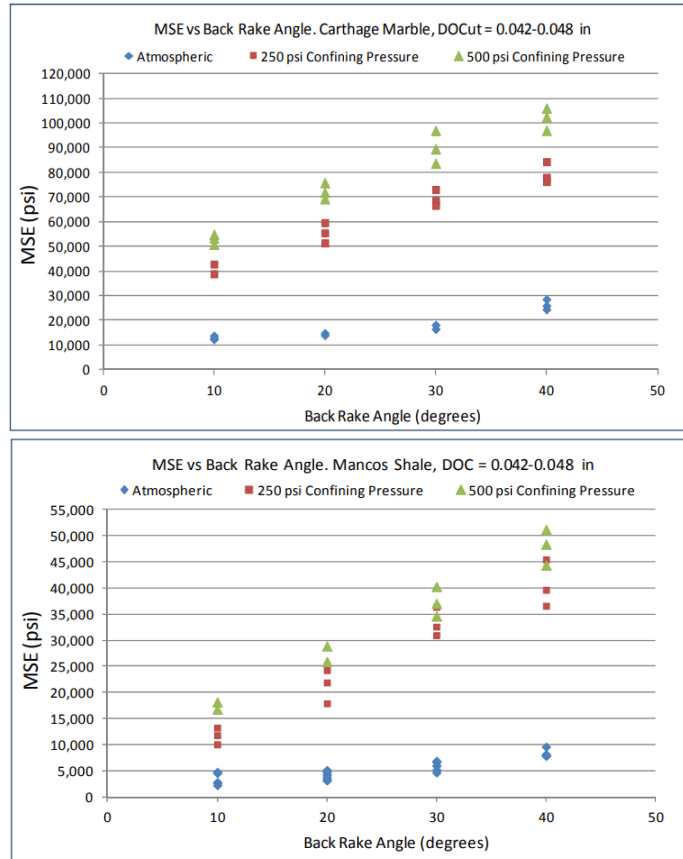 MSE vs Back Rake Angle. Carthage Marble, DOCut = 0.042-0.048 in
Atmospheric 250 psi Confining Pressure 500 psi Confining Pressure
120,000
110,000
100,000
90,000
80,000
70,000
60,000
50,000
40,000
30,000
20,000
10,000
0
MSE (psi)
0 10 20 30 40 50
Back Rake Angle (degrees)
MSE vs Back Rake Angle. Mancos Shale, DOC = 0.042-0.048 in
Atmospheric 250 psi Confining Pressure 500 psi Confining Pressure
55,000
50,000
45,000
40,000
35,000
30,000
25,000
20,000
15,000
10,000
5,000
0
MSE (psi)
0 10 20 30 40 50
Back Rake Angle (degrees)